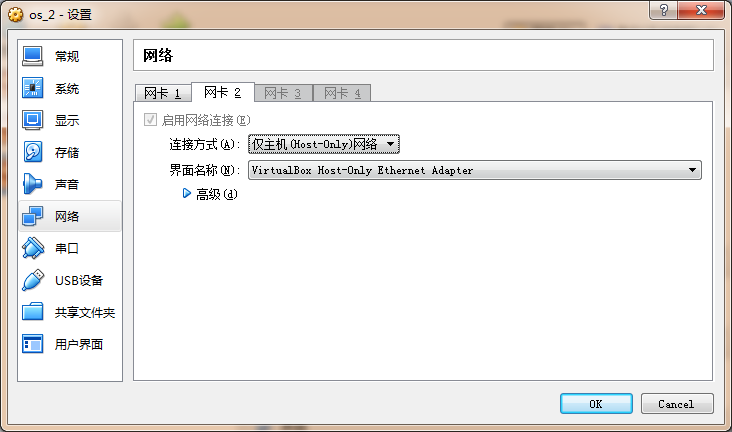 os_2 - 设置
常规
系统
显示
存储
声音
网络
串口
USB设备
共享文件夹
用户界面
网络
网卡 1 网卡 2 网卡 3 网卡 4
启用网络连接(E)
连接方式(A): 仅主机(Host-Only)网络
界面名称(N): VirtualBox Host-Only Ethernet Adapter
高级(d)
OK Cancel